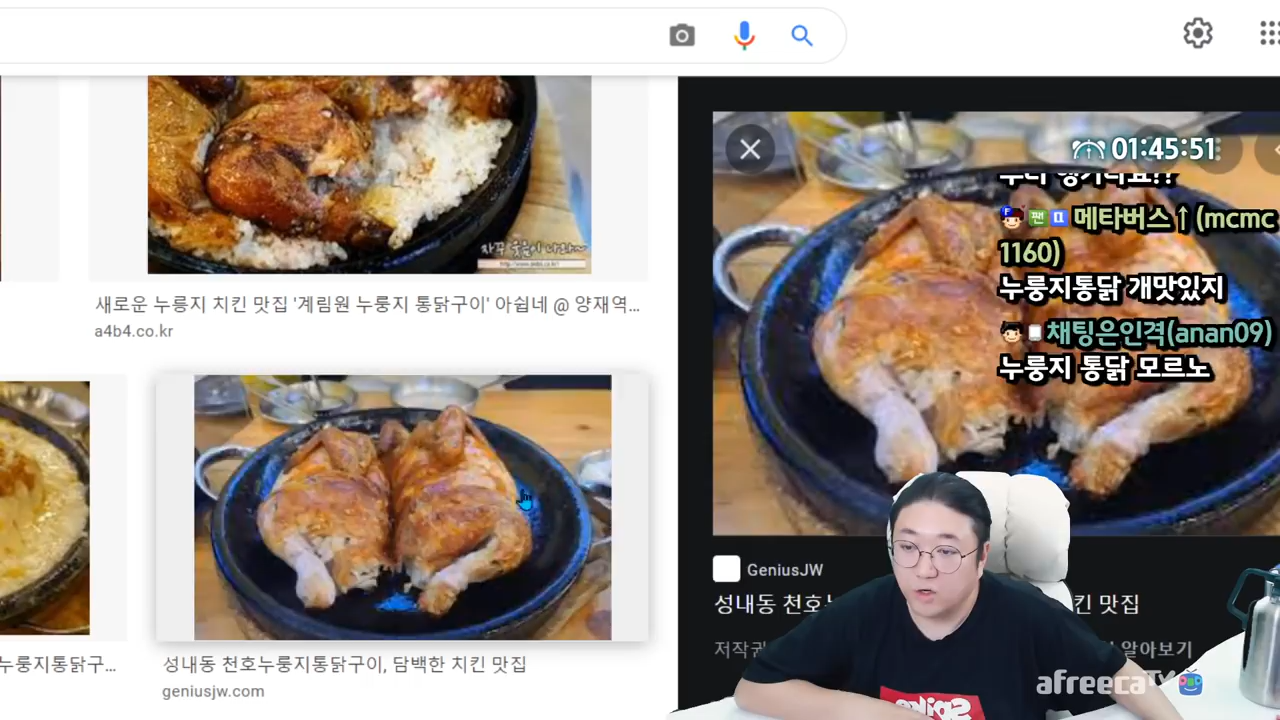 새로운 누룽지 치킨 맛집 '계림원 누룽지 통닭구이' 아쉽네 @ 양재역...
a4b4.co.kr
누룽지통닭구...
성내동 천호누룽지통닭구이, 담백한 치킨 맛집
geniusjw.com
01:45:51
메타버스↑(mcmc
1160)
누룽지통닭 개맛있지
채팅은인격(anan09)
누룽지 통닭 모르노
GeniusJW
성내동 천호
킨 맛집
저작권
알아보기
afreecaTV